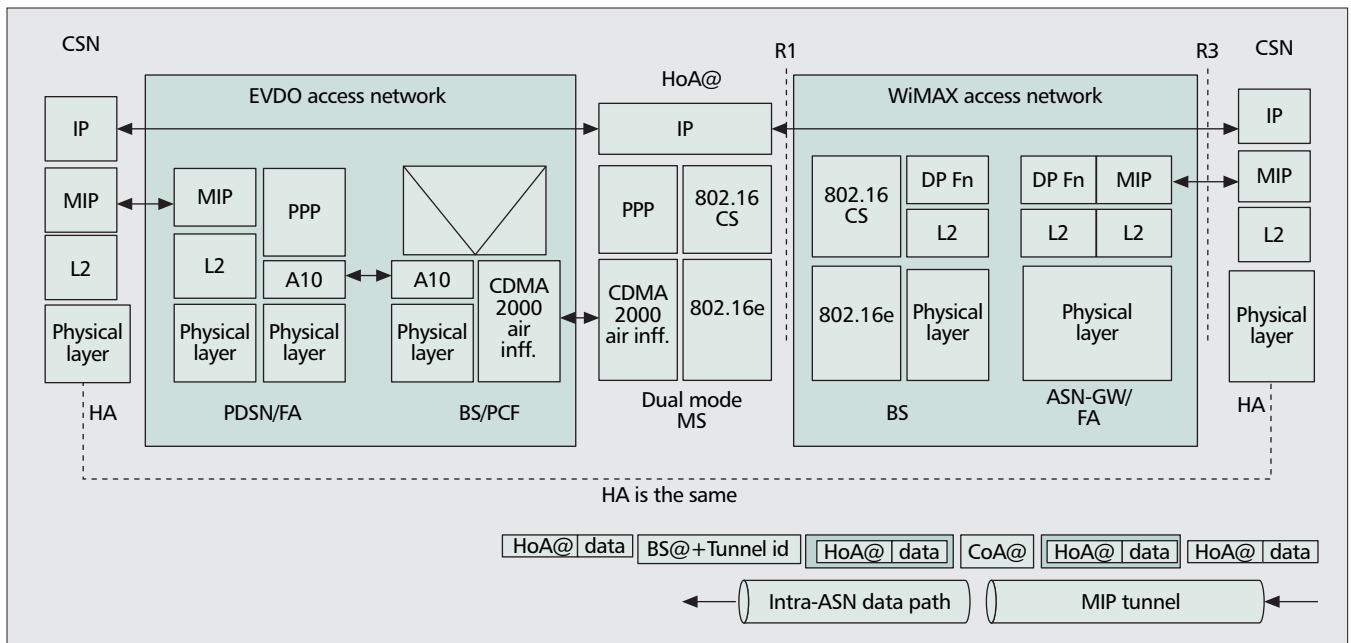 CSN
R1
R3
CSN
EVDO access network
HoA@
WiMAX access network
IP
IP
IP
MIP
MIP
PPP
PPP
802.16
CS
802.16
CS
DP Fn
DP Fn
MIP
MIP
L2
L2
A10
A10
CDMA
2000
air inff.
CDMA
2000
air inff.
802.16e
802.16e
L2
L2
L2
L2
Physical
layer
Physical
layer
Physical
layer
Physical
layer
Physical
layer
Physical
layer
Physical
layer
HA
PDSN/FA
BS/PCF
Dual mode
MS
BS
ASN-GW/
FA
HA
HA is the same
HoA@ data
BS@+Tunnel id
HoA@ data
CoA@
HoA@ data
HoA@ data
Intra-ASN data path
MIP tunnel